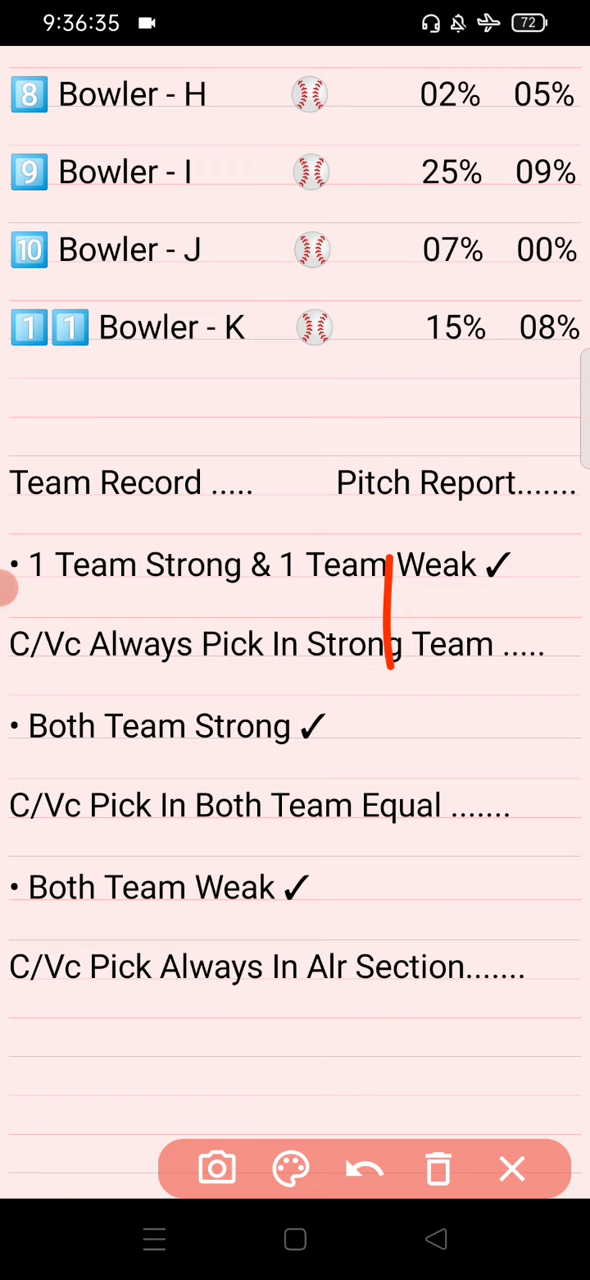 9:36:35 72
8 Bowler - H 02% 05%
9 Bowler - I 25% 09%
10 Bowler - J 07% 00%
1 1 Bowler - K 15% 08%
Team Record ..... Pitch Report.......
• 1 Team Strong & 1 Team Weak ✓
C/Vc Always Pick In Strong Team .....
• Both Team Strong ✓
C/Vc Pick In Both Team Equal .......
• Both Team Weak ✓
C/Vc Pick Always In Alr Section.......